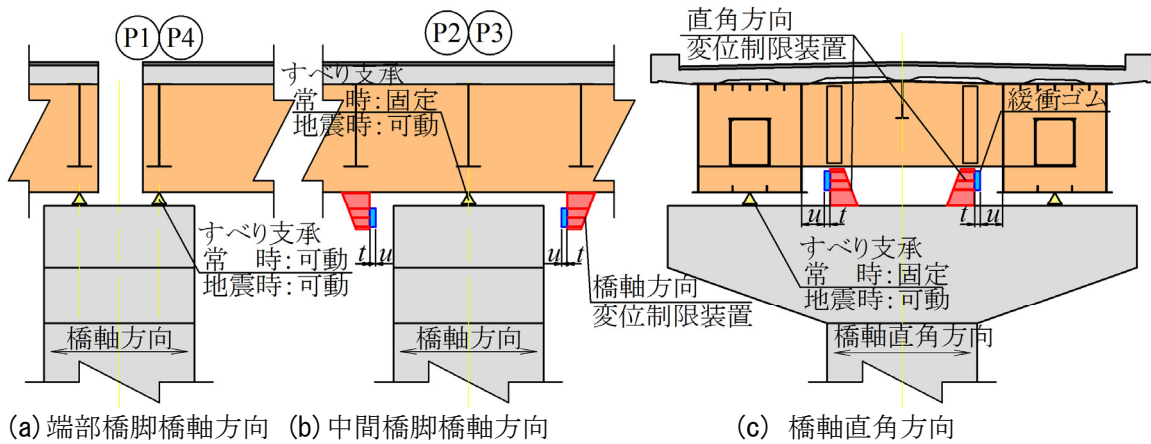 P1 P4
すべり支承
常　時：可動
地震時：可動
橋軸方向
(a) 端部橋脚橋軸方向
P2 P3
すべり支承
常　時：固定
地震時：可動
t u
u t
橋軸方向
変位制限装置
橋軸方向
(b) 中間橋脚橋軸方向
直角方向
変位制限装置
緩衝ゴム
u t
t u
すべり支承
常　時：固定
地震時：可動
橋軸直角方向
(c) 橋軸直角方向